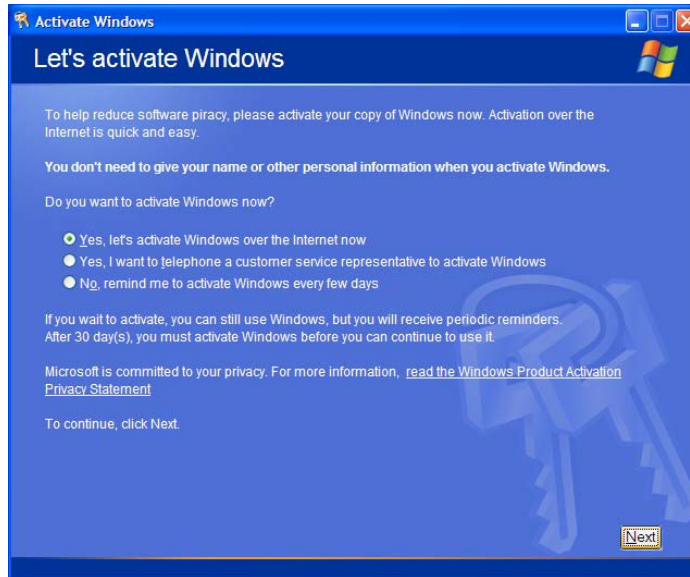 Activate Windows
Let's activate Windows
To help reduce software piracy, please activate your copy of Windows now. Activation over the
Internet is quick and easy.
You don't need to give your name or other personal information when you activate Windows.
Do you want to activate Windows now?
Yes, let's activate Windows over the Internet now
Yes, I want to telephone a customer service representative to activate Windows
No, remind me to activate Windows every few days
If you wait to activate, you can still use Windows, but you will receive periodic reminders.
After 30 day(s), you must activate Windows before you can continue to use it.
Microsoft is committed to your privacy. For more information, read the Windows Product Activation
Privacy Statement
To continue, click Next.
Next